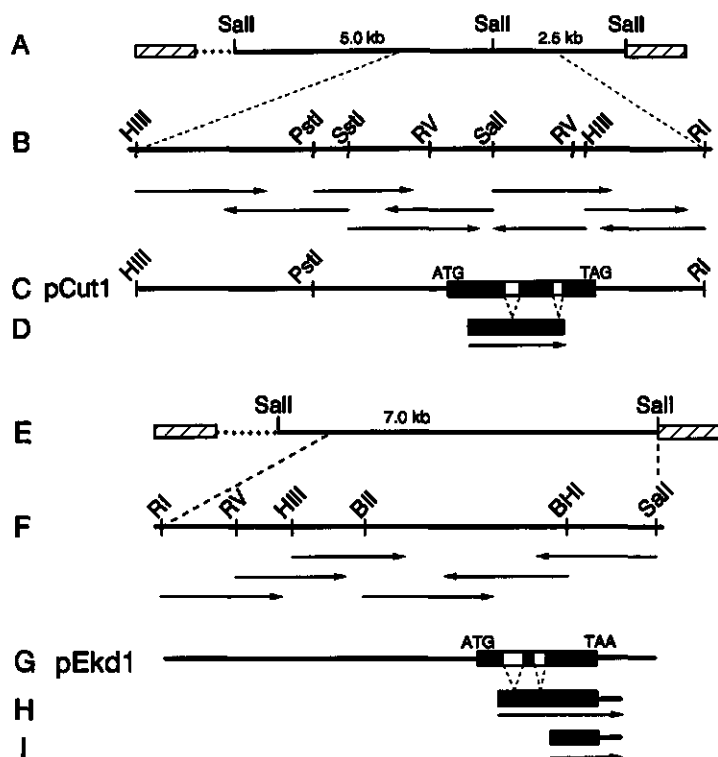 SalI SalI SalI
A 5.0 kb 2.5 kb
HIII PstI SstI RV SalI RV HIII RI
B
HIII PstI ATG TAG RI
C pCut1
D
SalI SalI
E 7.0 kb
RI RV HIII BII BHI SalI
F
ATG TAA
G pEkd1
H
I